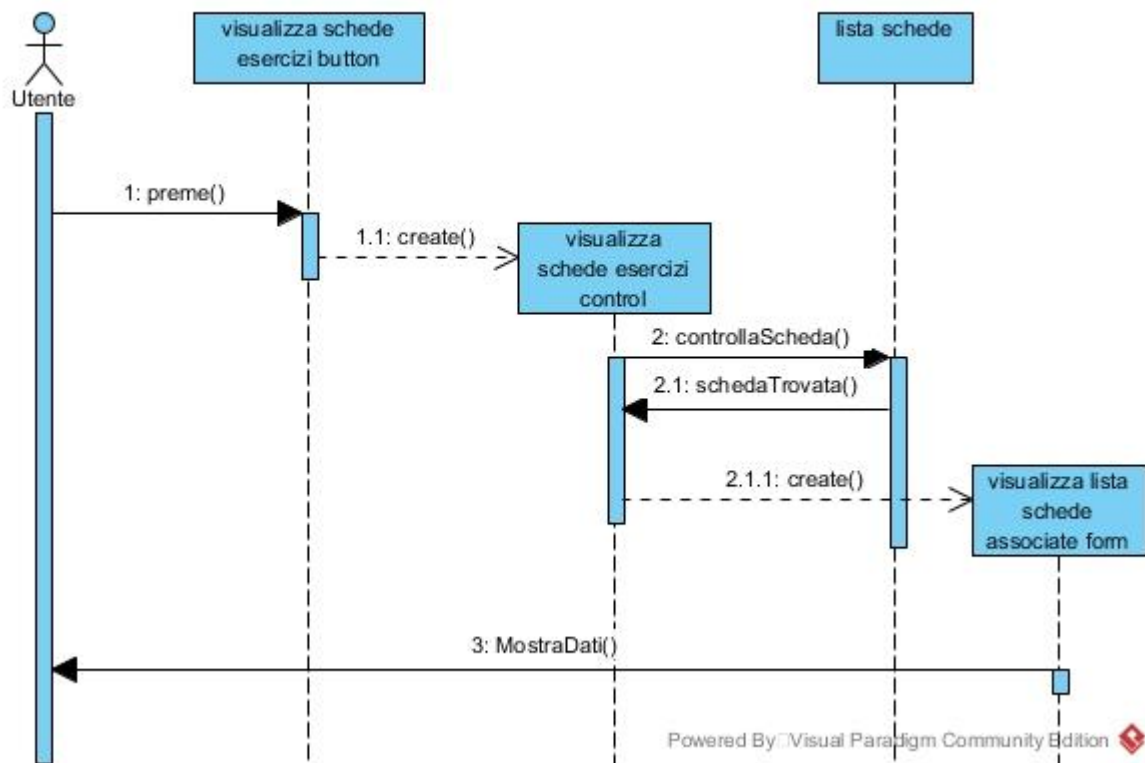 visualizza schede
esercizi button
lista schede
Utente
1: preme()
1.1: create()
visualizza
schede esercizi
control
2: controllaScheda()
2.1: schedaTrovata()
2.1.1: create()
visualizza lista
schede
associate form
3: MostraDati()
Powered By Visual Paradigm Community Edition